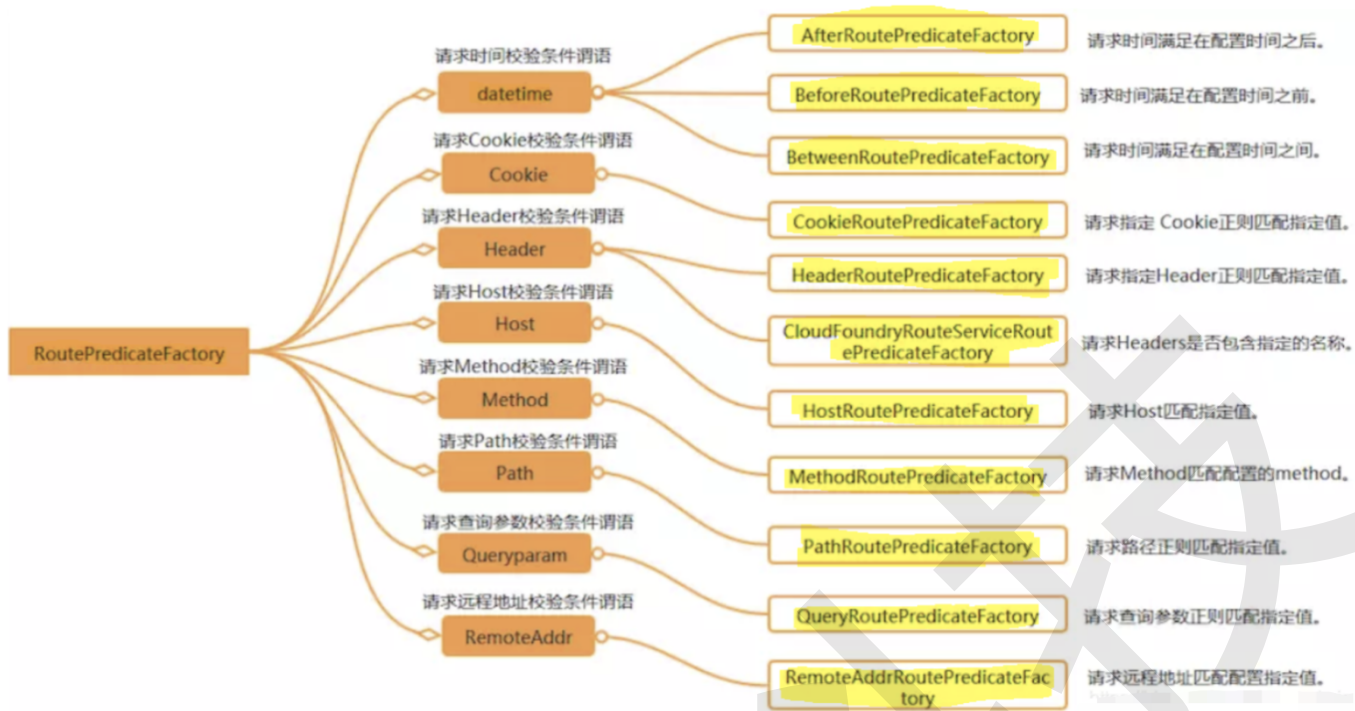 RoutePredicateFactory
请求时间校验条件谓语
datetime
AfterRoutePredicateFactory
请求时间满足在配置时间之后。
BeforeRoutePredicateFactory
请求时间满足在配置时间之前。
BetweenRoutePredicateFactory
请求时间满足在配置时间之间。
请求Cookie校验条件谓语
Cookie
CookieRoutePredicateFactory
请求指定 Cookie正则匹配指定值。
请求Header校验条件谓语
Header
HeaderRoutePredicateFactory
请求指定Header正则匹配指定值。
CloudFoundryRouteServiceRout
ePredicateFactory
请求Headers是否包含指定的名称。
请求Host校验条件谓语
Host
HostRoutePredicateFactory
请求Host匹配指定值。
请求Method校验条件谓语
Method
MethodRoutePredicateFactory
请求Method匹配配置的method。
请求Path校验条件谓语
Path
PathRoutePredicateFactory
请求路径正则匹配指定值。
请求查询参数校验条件谓语
Queryparam
QueryRoutePredicateFactory
请求查询参数正则匹配指定值。
请求远程地址校验条件谓语
RemoteAddr
RemoteAddrRoutePredicateFac
tory
请求远程地址匹配配置指定值。